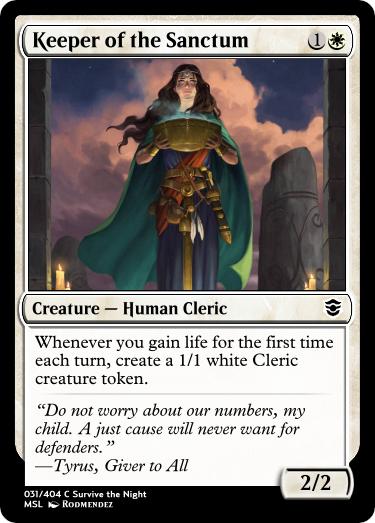 Keeper of the Sanctum 1
Creature — Human Cleric
Whenever you gain life for the first time
each turn, create a 1/1 white Cleric
creature token.
“Do not worry about our numbers, my
child. A just cause will never want for
defenders.”
—Tyrus, Giver to All
2/2
031/404 C Survive the Night
MSL Rodmendez